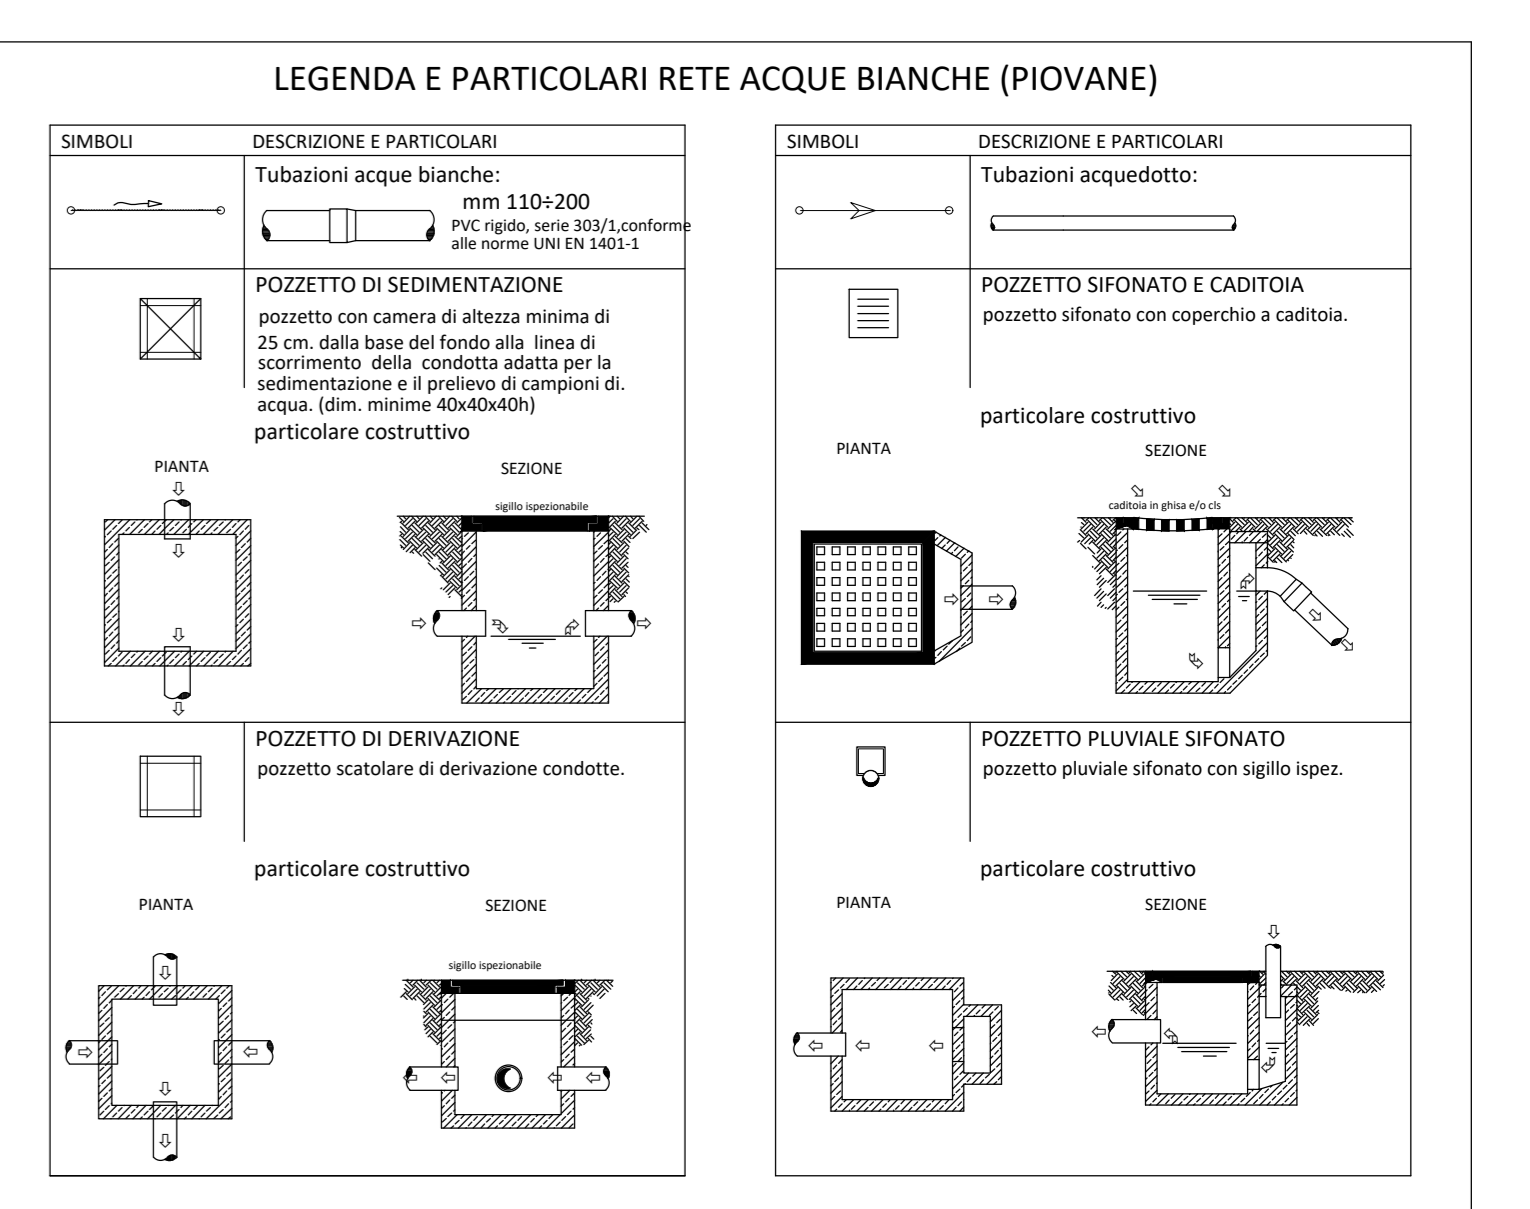 LEGENDA E PARTICOLARI RETE ACQUE BIANCHE (PIOVANE)
SIMBOLI DESCRIZIONE E PARTICOLARI
Tubazioni acque bianche:
mm 110÷200
PVC rigido, serie 303/1,conforme
alle norme UNI EN 1401-1
POZZETTO DI SEDIMENTAZIONE
pozzetto con camera di altezza minima di
25 cm. dalla base del fondo alla linea di
scorrimento della condotta adatta per la
sedimentazione e il prelievo di campioni di.
acqua. (dim. minime 40x40x40h)
particolare costruttivo
PIANTA SEZIONE
sigillo ispezionabile
POZZETTO DI DERIVAZIONE
pozzetto scatolare di derivazione condotte.
particolare costruttivo
PIANTA SEZIONE
sigillo ispezionabile
SIMBOLI DESCRIZIONE E PARTICOLARI
Tubazioni acquedotto:
POZZETTO SIFONATO E CADITOIA
pozzetto sifonato con coperchio a caditoia.
particolare costruttivo
PIANTA SEZIONE
caditoia in ghisa e/o cls
POZZETTO PLUVIALE SIFONATO
pozzetto pluviale sifonato con sigillo ispez.
particolare costruttivo
PIANTA SEZIONE